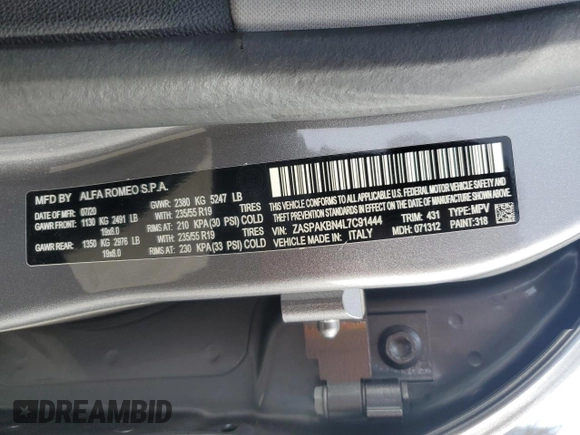 MFD BY ALFA ROMEO S.P.A.
DATE OF MFR: 07/20 GVWR: 2380 KG 5247 LB
GAWR FRONT: 1130 KG 2491 LB WITH: 235/55 R19 TIRES
19x8.0 RIMS AT: 210 KPA (30 PSI) COLD
GAWR REAR: 1350 KG 2976 LB WITH: 235/55 R19 TIRES
19x8.0 RIMS AT: 230 KPA(33 PSI) COLD
THIS VEHICLE CONFORMS TO ALL APPLICABLE U.S. FEDERAL MOTOR VEHICLE
SAFETY, BUMPER, AND THEFT PREVENTION STANDARDS IN EFFECT
ON THE DATE OF MANUFACTURE SHOWN ABOVE.
VIN: ZASPAKBN4L7C91444 TRIM: 431 TYPE: MPV
VEHICLE MADE IN: ITALY MDH: 071312 PAINT: 318
DREAMBID